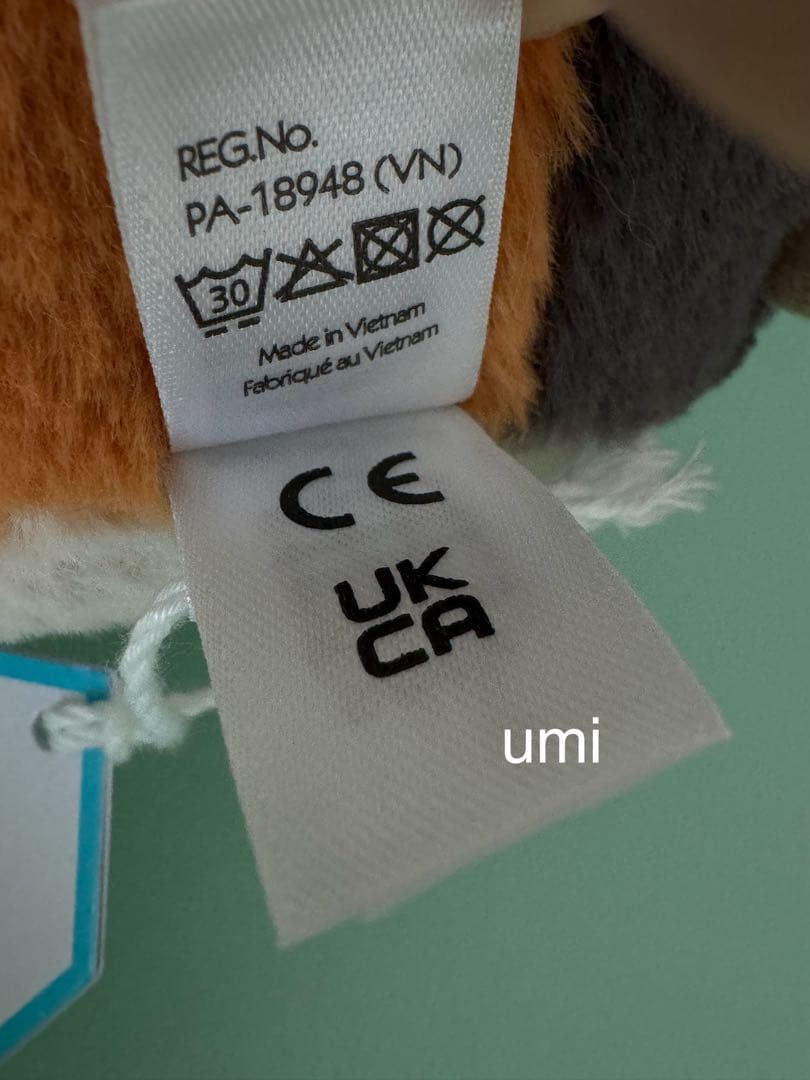 REG.No.
PA-18948 (VN)
30
Made in Vietnam
Fabriqué au Vietnam
CE
UK
CA
umi